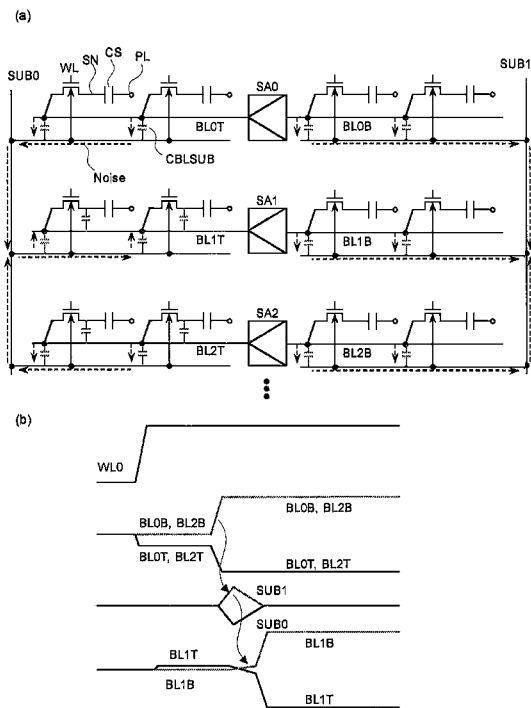 (a)
SUB0
WL
SN
CS
PL
SA0
SUB1
BL0T
BL0B
CBLSUB
Noise
SA1
BL1T
BL1B
SA2
BL2T
BL2B
(b)
WL0
BL0B, BL2B
BL0B, BL2B
BL0T, BL2T
BL0T, BL2T
SUB1
SUB0
BL1T
BL1B
BL1B
BL1T